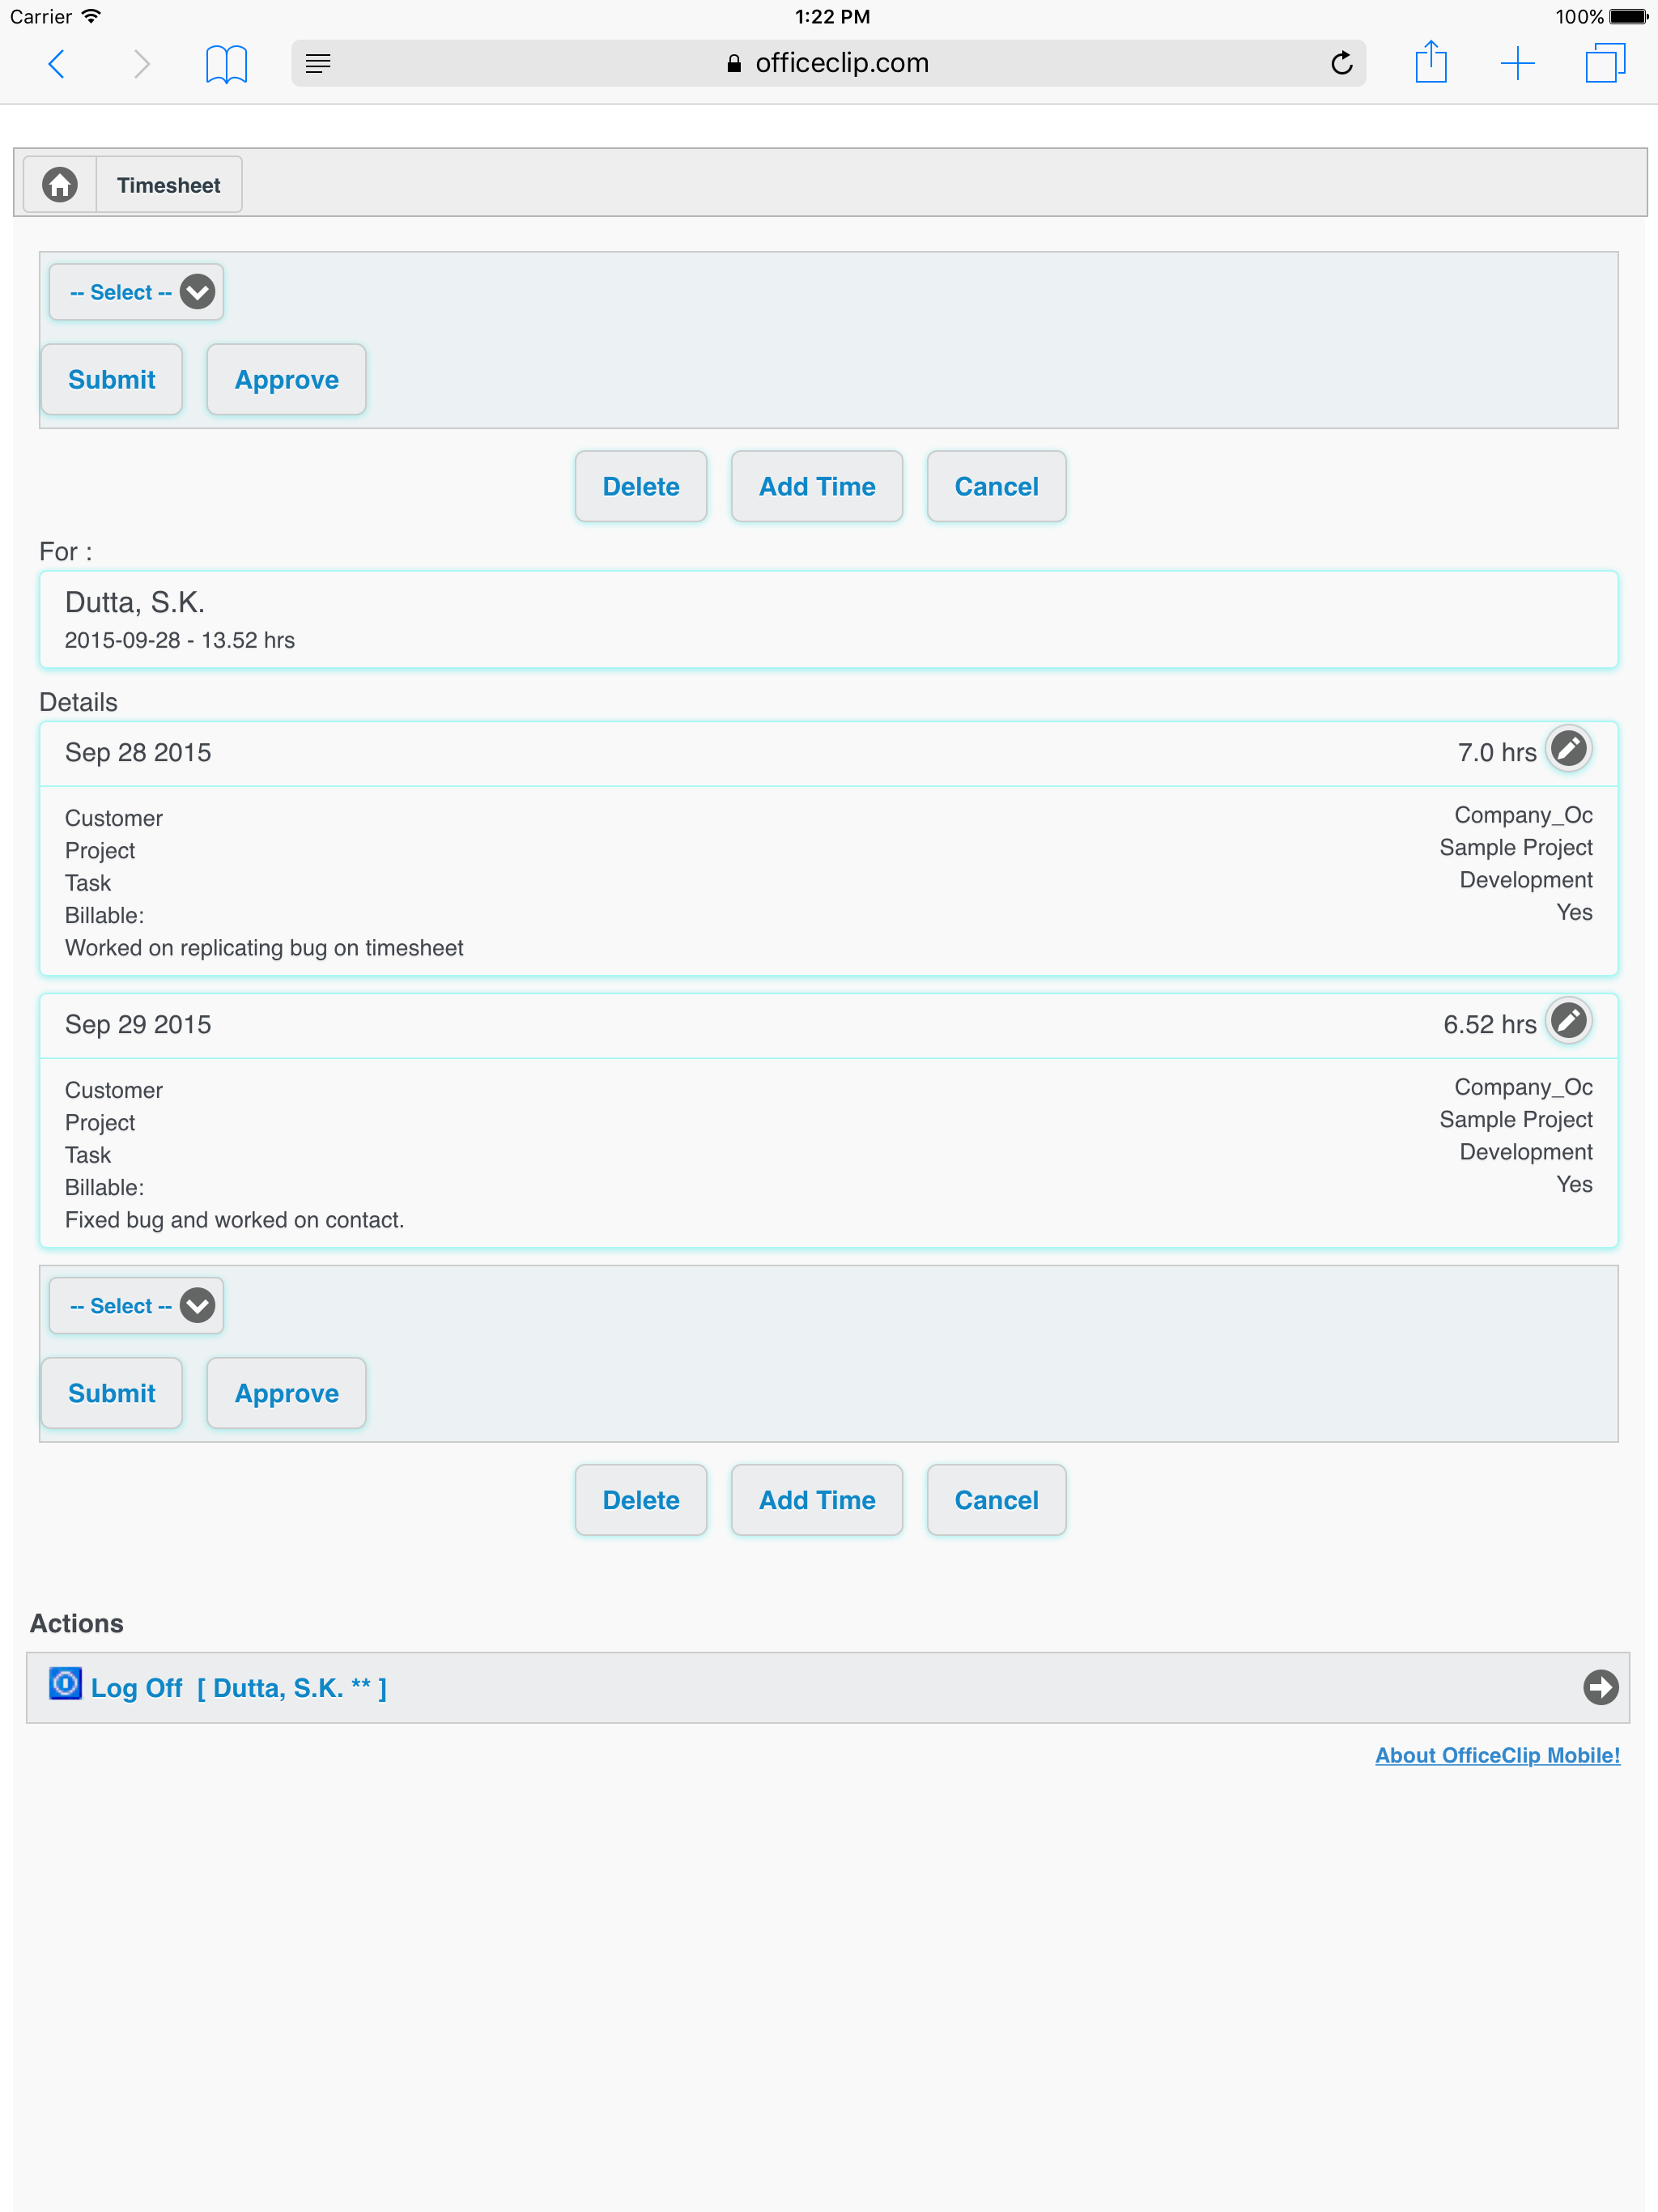 Carrier 1:22 PM 100%
officeclip.com
Timesheet
-- Select --
Submit Approve
Delete Add Time Cancel
For :
Dutta, S.K.
2015-09-28 - 13.52 hrs
Details
Sep 28 2015 7.0 hrs
Customer Company_Oc
Project Sample Project
Task Development
Billable: Yes
Worked on replicating bug on timesheet
Sep 29 2015 6.52 hrs
Customer Company_Oc
Project Sample Project
Task Development
Billable: Yes
Fixed bug and worked on contact.
-- Select --
Submit Approve
Delete Add Time Cancel
Actions
Log Off [ Dutta, S.K. ** ]
About OfficeClip Mobile!